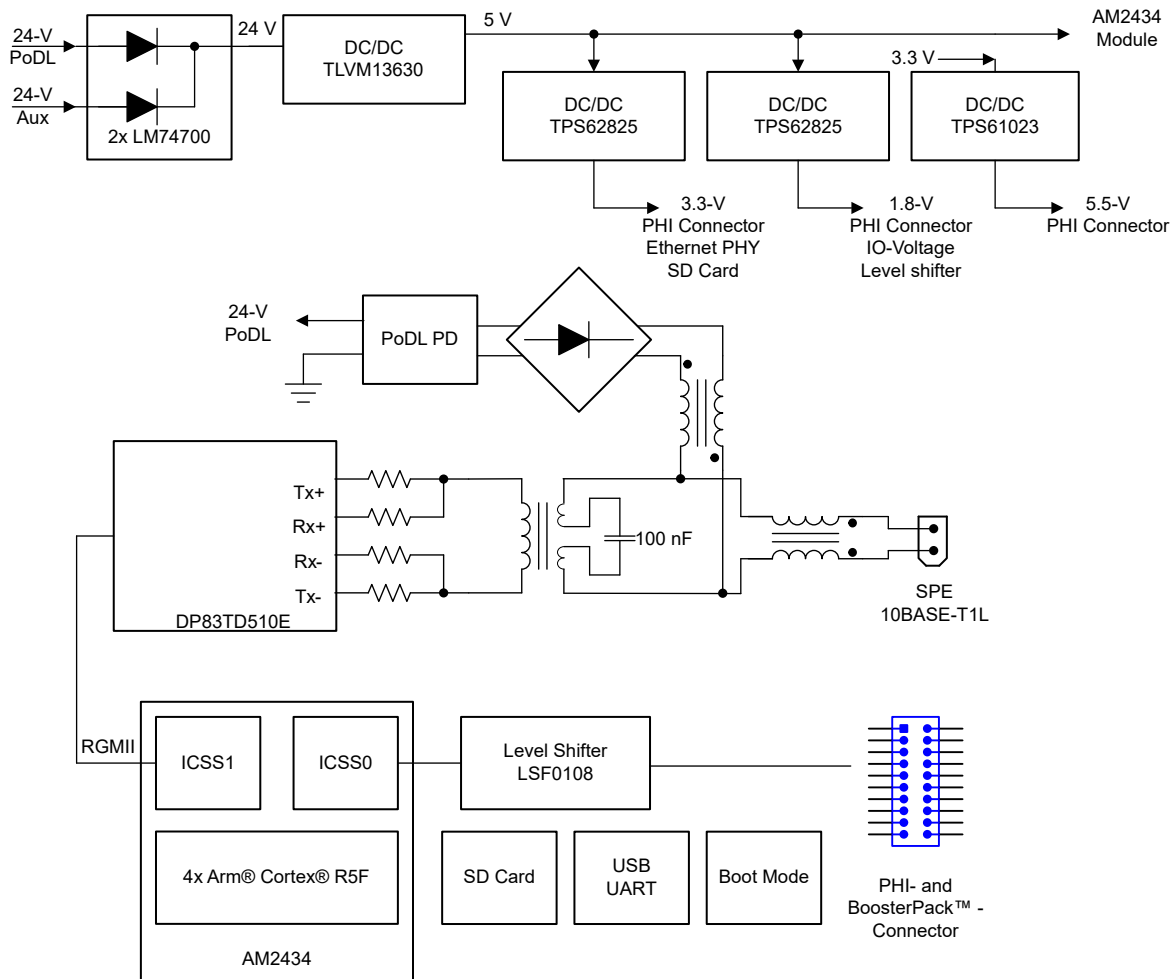 24-V
PoDL
24-V
Aux
2x LM74700
24 V
DC/DC
TLVM13630
5 V
AM2434
Module
DC/DC
TPS62825
DC/DC
TPS62825
3.3 V
DC/DC
TPS61023
3.3-V
PHI Connector
Ethernet PHY
SD Card
1.8-V
PHI Connector
IO-Voltage
Level shifter
5.5-V
PHI Connector
24-V
PoDL
PoDL PD
Tx+
Rx+
Rx-
Tx-
DP83TD510E
100 nF
SPE
10BASE-T1L
RGMII
ICSS1
ICSS0
Level Shifter
LSF0108
4x Arm® Cortex® R5F
AM2434
SD Card
USB
UART
Boot Mode
PHI- and
BoosterPack™ -
Connector